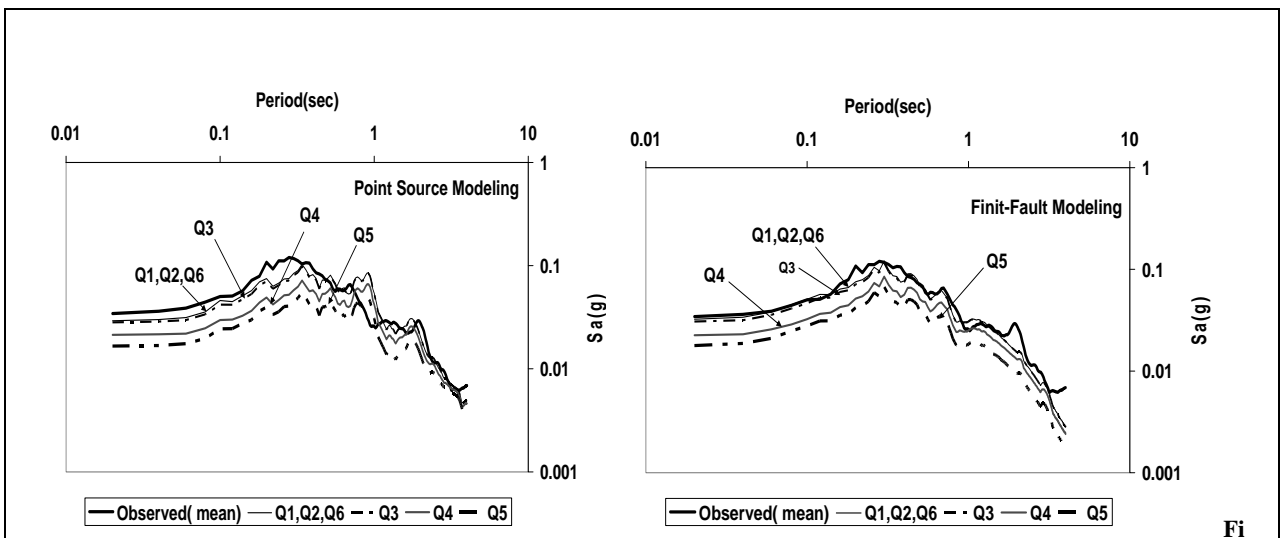 Period(sec)
0.01 0.1 1 10
1
0.1
0.01
0.001
Sa(g)
Point Source Modeling
Q4
Q3
Q5
Q1,Q2,Q6
Observed( mean) Q1,Q2,Q6 Q3 Q4 Q5
Period(sec)
0.01 0.1 1 10
1
0.1
0.01
0.001
Sa(g)
Finit-Fault Modeling
Q1,Q2,Q6
Q3
Q5
Q4
Observed( mean) Q1,Q2,Q6 Q3 Q4 Q5
Fi